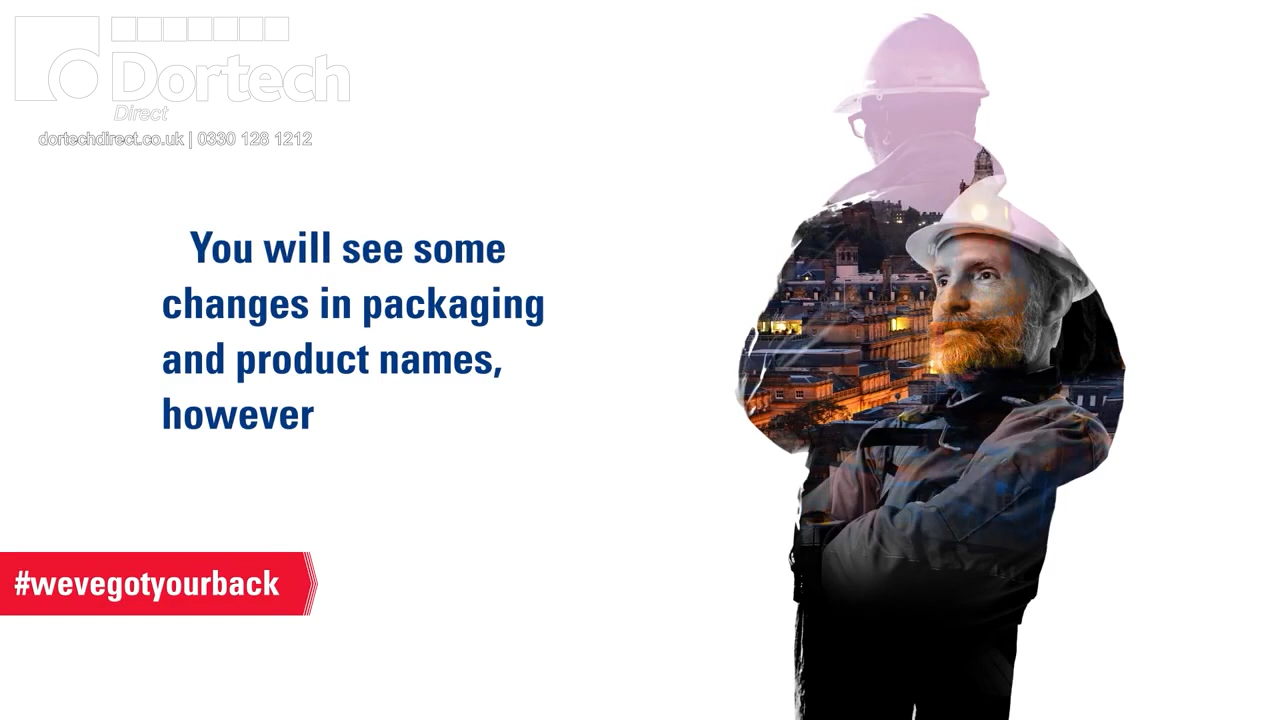 Dortech
Direct
dortechdirect.co.uk | 0330 128 1212
You will see some
changes in packaging
and product names,
however
#wevegotyourback